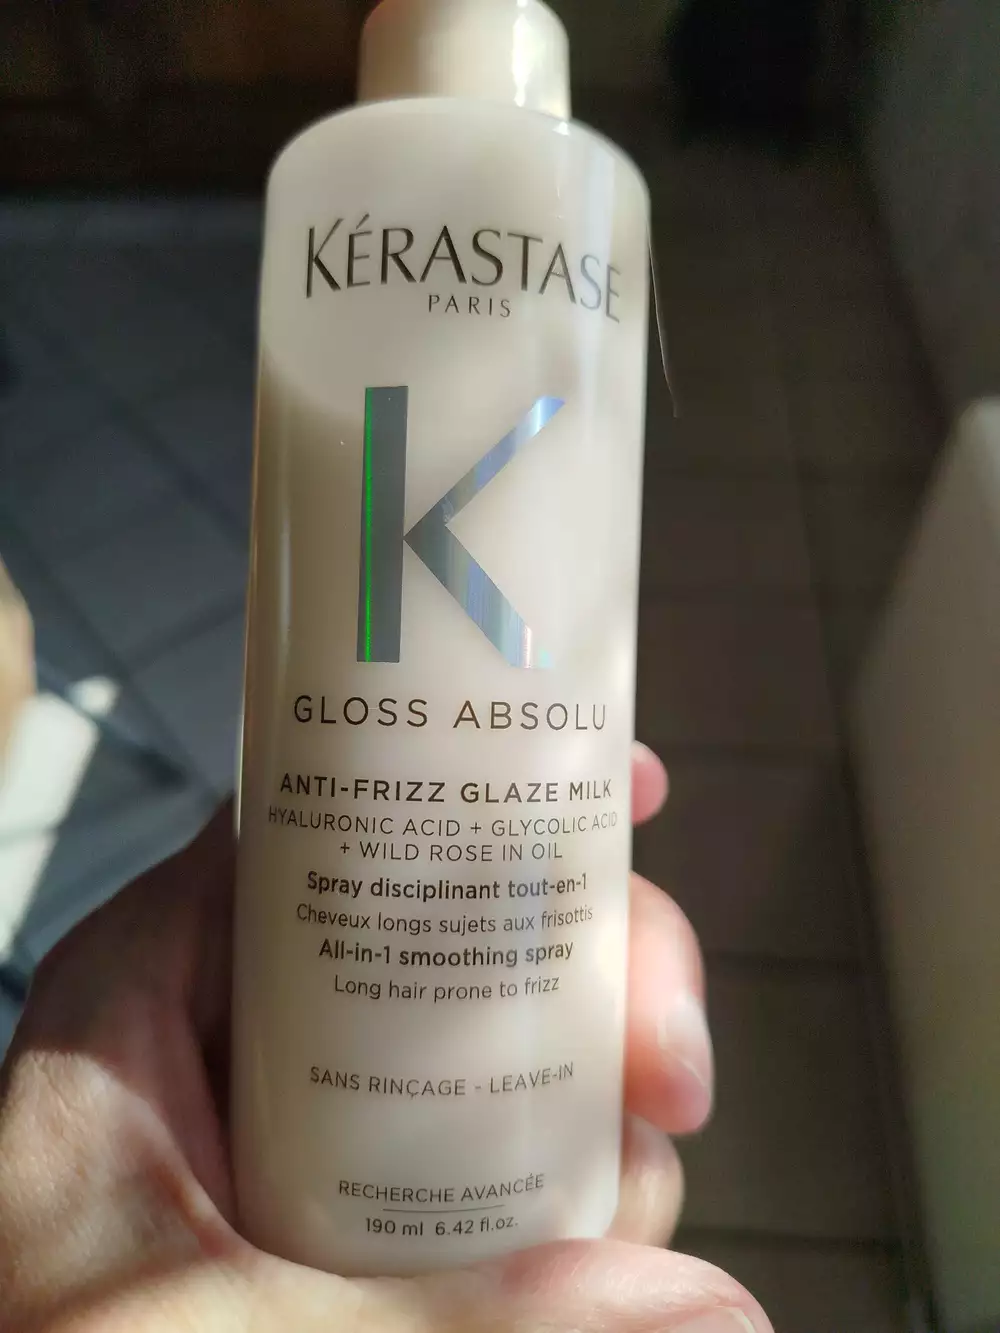 KÉRASTASE
PARIS
K
GLOSS ABSOLU
ANTI-FRIZZ GLAZE MILK
HYALURONIC ACID + GLYCOLIC ACID
+ WILD ROSE IN OIL
Spray disciplinant tout-en-1
Cheveux longs sujets aux frisottis
All-in-1 smoothing spray
Long hair prone to frizz
SANS RINÇAGE - LEAVE-IN
RECHERCHE AVANCÉE
190 ml 6.42 fl.oz.